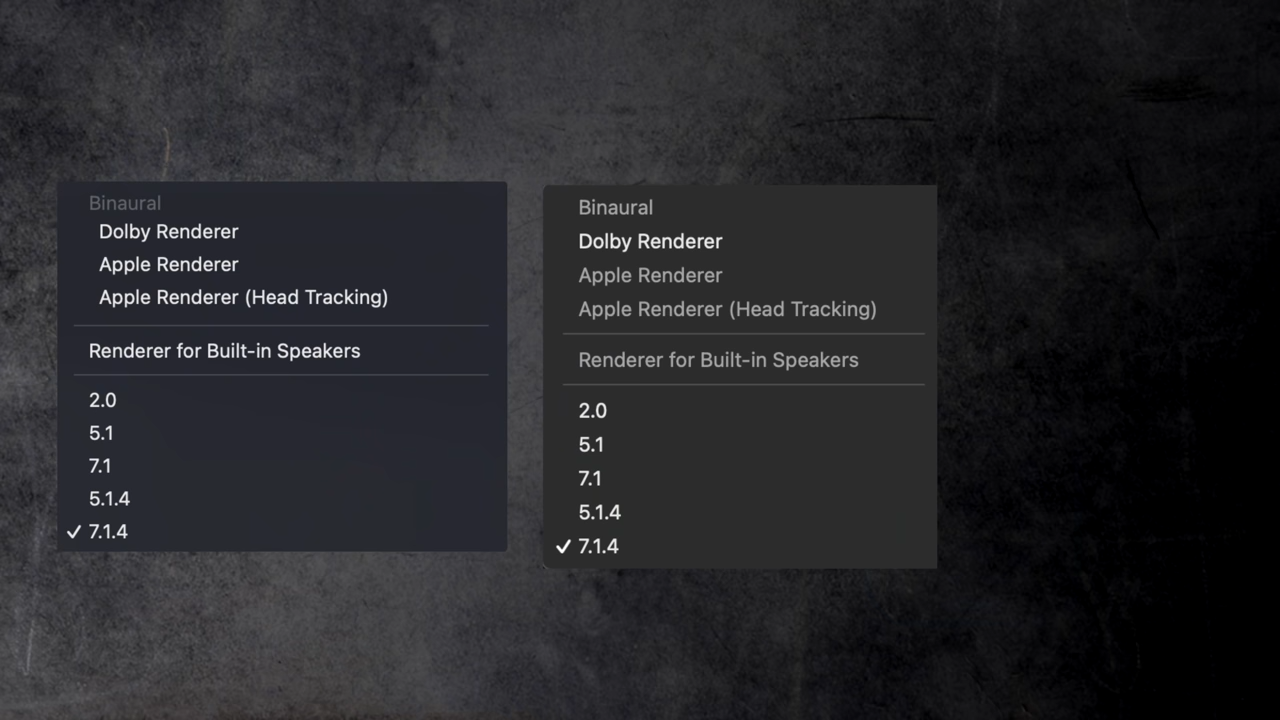 Binaural
Dolby Renderer
Apple Renderer
Apple Renderer (Head Tracking)
Renderer for Built-in Speakers
2.0
5.1
7.1
5.1.4
✓ 7.1.4
Binaural
Dolby Renderer
Apple Renderer
Apple Renderer (Head Tracking)
Renderer for Built-in Speakers
2.0
5.1
7.1
5.1.4
✓ 7.1.4